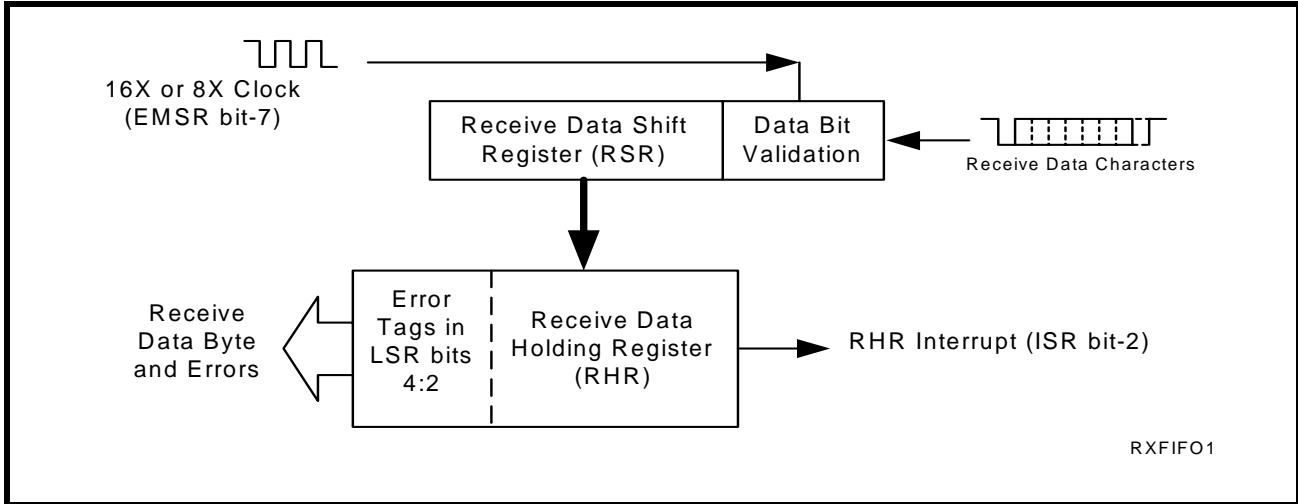 16X or 8X Clock
(EMSR bit-7)
Receive Data Shift
Register (RSR)
Data Bit
Validation
Receive Data Characters
Receive
Data Byte
and Errors
Error
Tags in
LSR bits
4:2
Receive Data
Holding Register
(RHR)
RHR Interrupt (ISR bit-2)
RXFIFO1